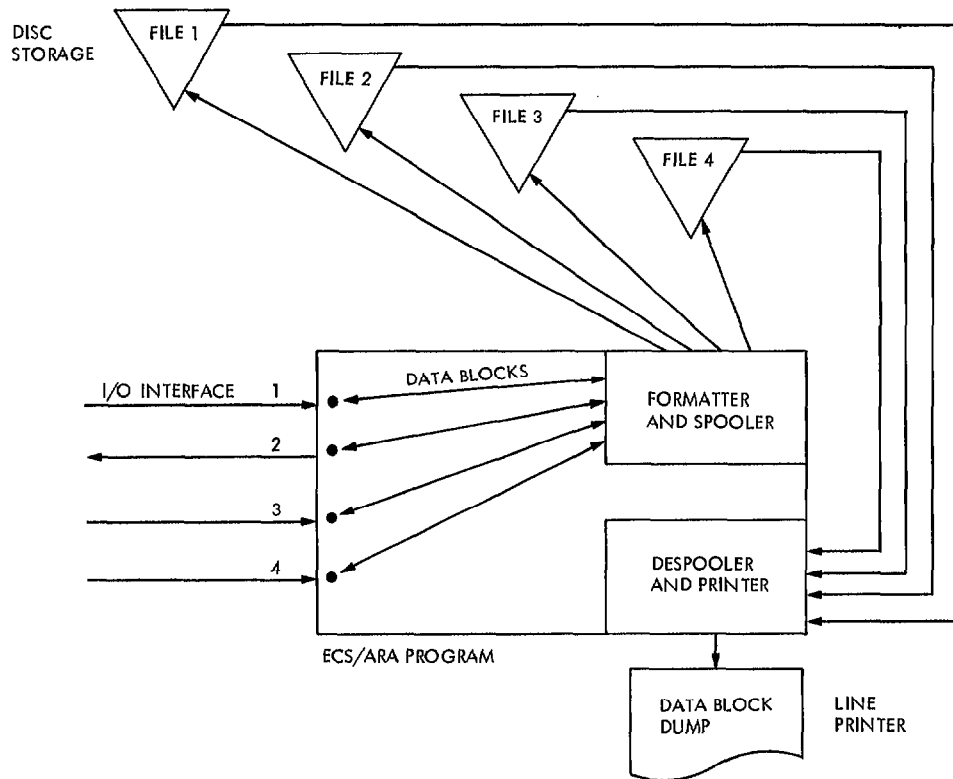 DISC
STORAGE
FILE 1
FILE 2
FILE 3
FILE 4
I/O INTERFACE 1
2
3
4
DATA BLOCKS
FORMATTER
AND SPOOLER
DESPOOLER
AND PRINTER
ECS/ARA PROGRAM
DATA BLOCK
DUMP
LINE
PRINTER